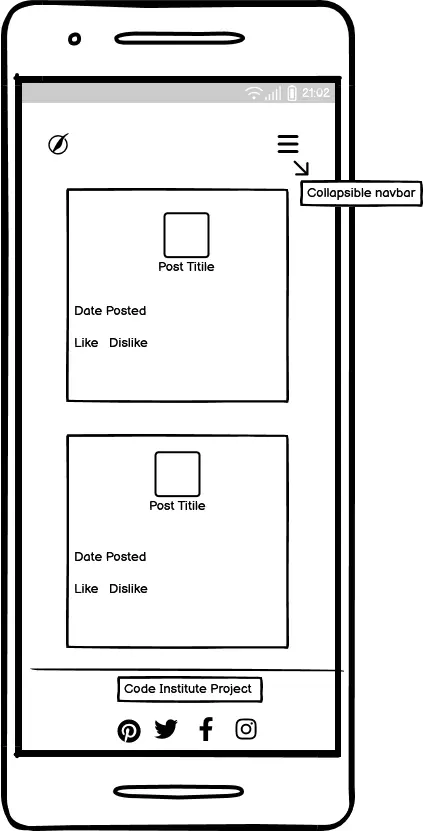 21:02
Collapsible navbar
Post Titile
Date Posted
Like Dislike
Post Titile
Date Posted
Like Dislike
Code Institute Project